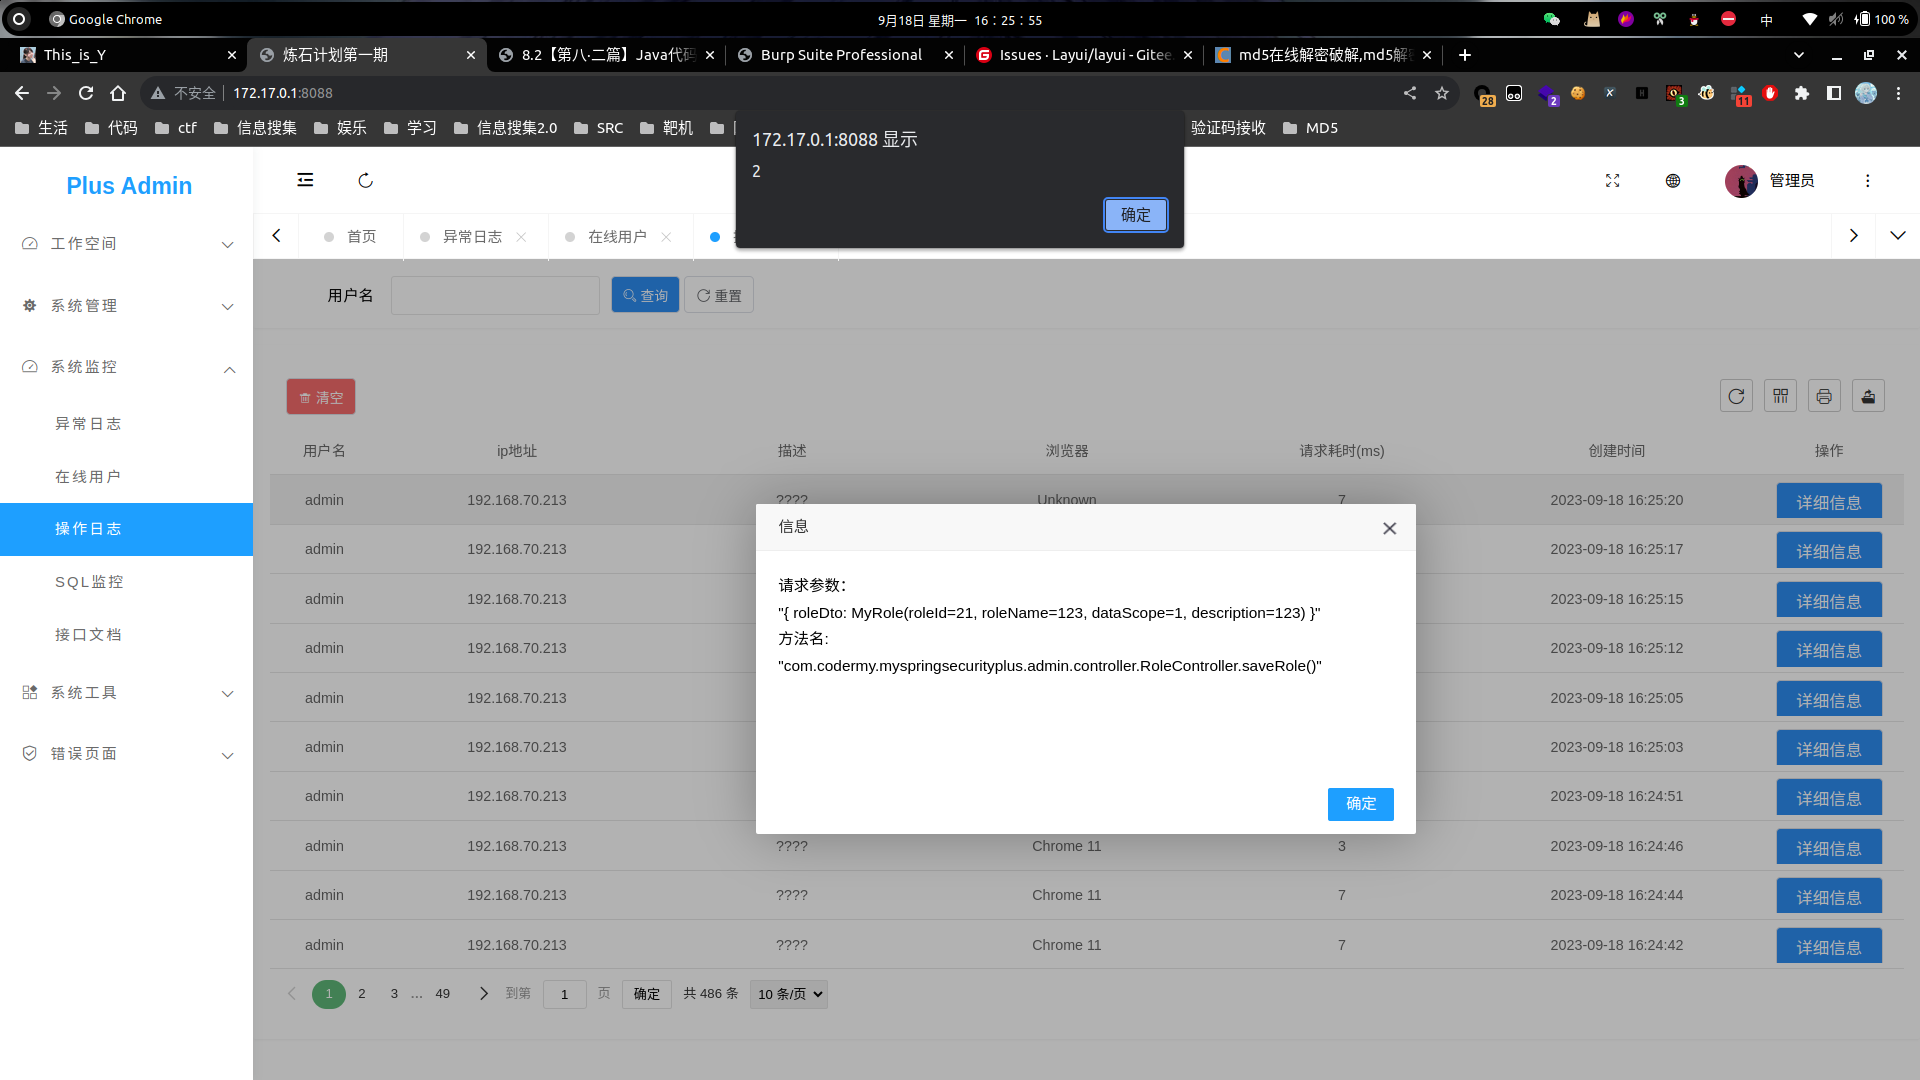 Google Chrome
9月18日 星期一 16：25：55
中
100 %
This_is_Y
炼石计划第一期
8.2【第八·二篇】Java代码
Burp Suite Professional
Issues · Layui/layui - Gitee.
md5在线解密破解,md5解
不安全
172.17.0.1:8088
28
2
3
11
生活
代码
ctf
信息搜集
娱乐
学习
信息搜集2.0
SRC
靶机
验证码接收
MD5
172.17.0.1:8088 显示
2
确定
Plus Admin
管理员
首页
异常日志
在线用户
工作空间
系统管理
系统监控
异常日志
在线用户
操作日志
SQL监控
接口文档
系统工具
错误页面
用户名
查询
重置
清空
用户名 ip地址 描述 浏览器 请求耗时(ms) 创建时间 操作
admin 192.168.70.213 ???? Unknown 7 2023-09-18 16:25:20 详细信息
admin 192.168.70.213 2023-09-18 16:25:17 详细信息
admin 192.168.70.213 2023-09-18 16:25:15 详细信息
admin 192.168.70.213 2023-09-18 16:25:12 详细信息
admin 192.168.70.213 2023-09-18 16:25:05 详细信息
admin 192.168.70.213 2023-09-18 16:25:03 详细信息
admin 192.168.70.213 2023-09-18 16:24:51 详细信息
admin 192.168.70.213 ???? Chrome 11 3 2023-09-18 16:24:46 详细信息
admin 192.168.70.213 ???? Chrome 11 7 2023-09-18 16:24:44 详细信息
admin 192.168.70.213 ???? Chrome 11 7 2023-09-18 16:24:42 详细信息
信息
请求参数：
"{ roleDto: MyRole(roleId=21, roleName=123, dataScope=1, description=123) }"
方法名:
"com.codermy.myspringsecurityplus.admin.controller.RoleController.saveRole()"
确定
1 2 3 … 49 到第 1 页 确定 共 486 条 10 条/页